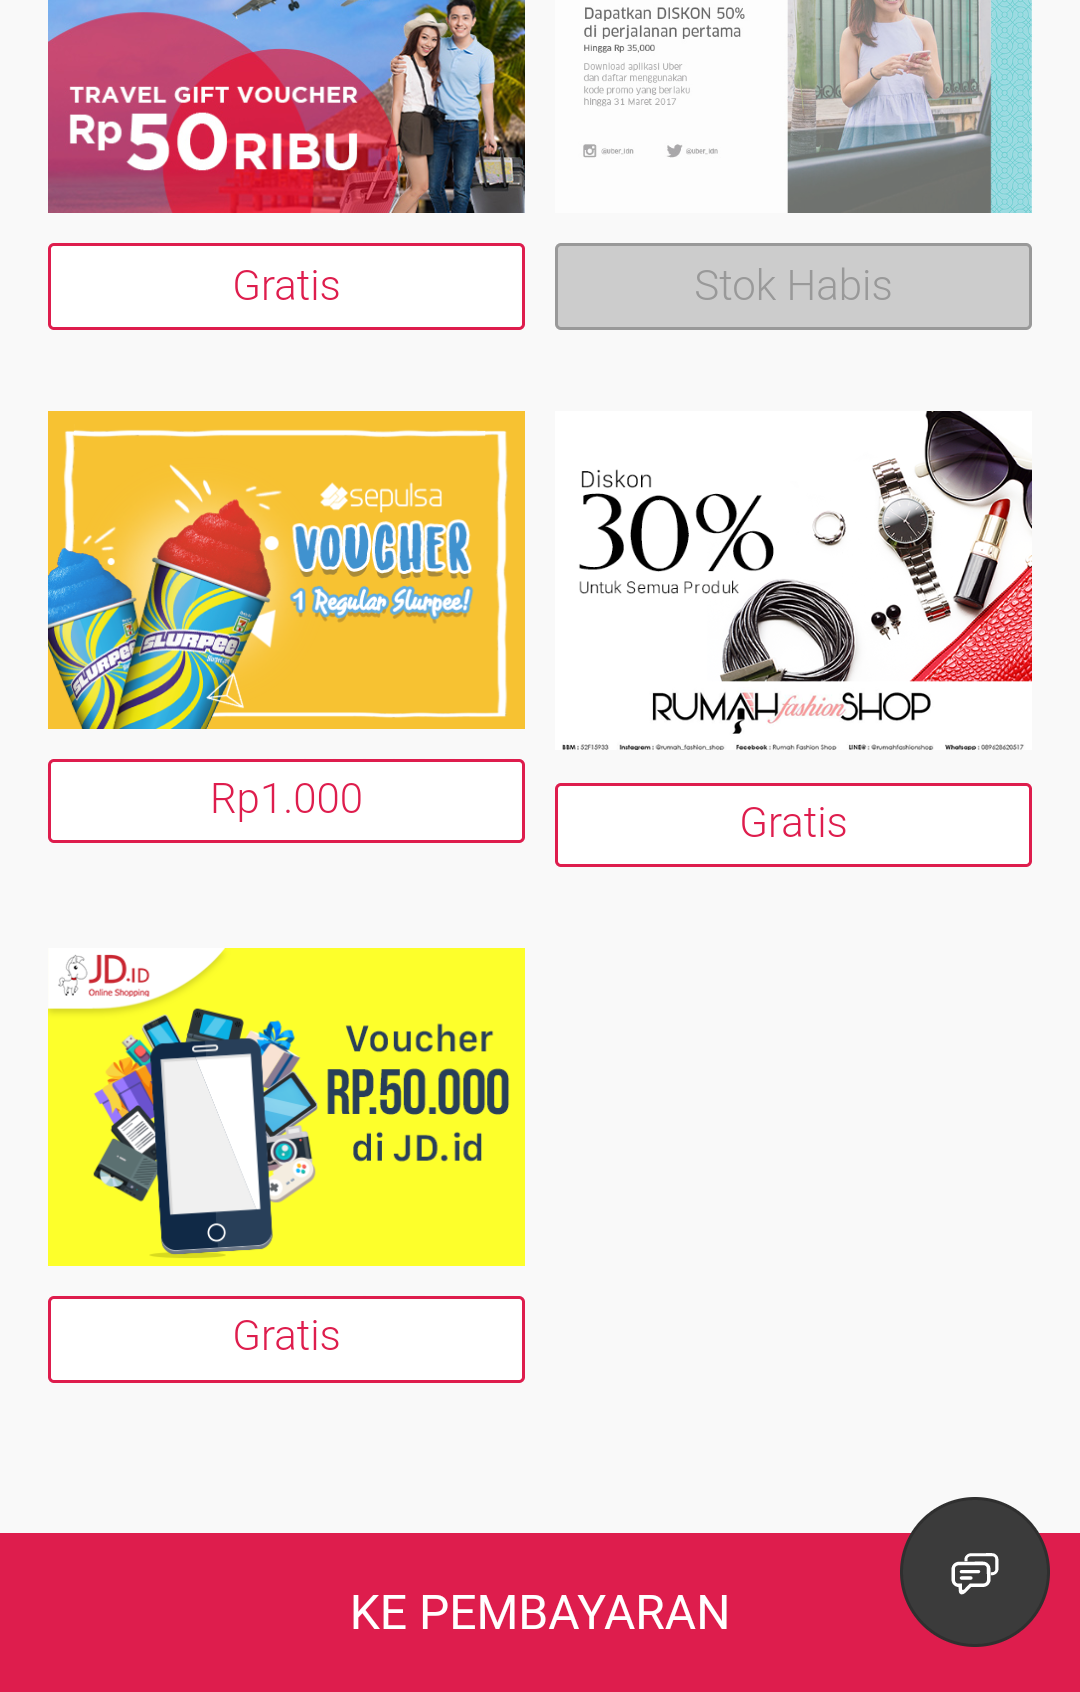 TRAVEL GIFT VOUCHER
Rp50RIBU
Dapatkan DISKON 50%
di perjalanan pertama
Hingga Rp 35,000
Download aplikasi Uber
dan daftar menggunakan
kode promo yang berlaku
hingga 31 Maret 2017
@uber_idn @uber_idn
Gratis
Stok Habis
sepulsa
VOUCHER
1 Regular Slurpee!
SLURPEE
SLURPEE
Diskon
30%
Untuk Semua Produk
RUMAH fashion SHOP
BBM : 52F15933 Instagram : @rumah_fashion_shop Facebook : Rumah Fashion Shop LINE@ : @rumahfashionshop Whatsapp : 089628620517
Rp1.000
Gratis
JD.ID
Online Shopping
Voucher
RP.50.000
di JD.id
Gratis
KE PEMBAYARAN